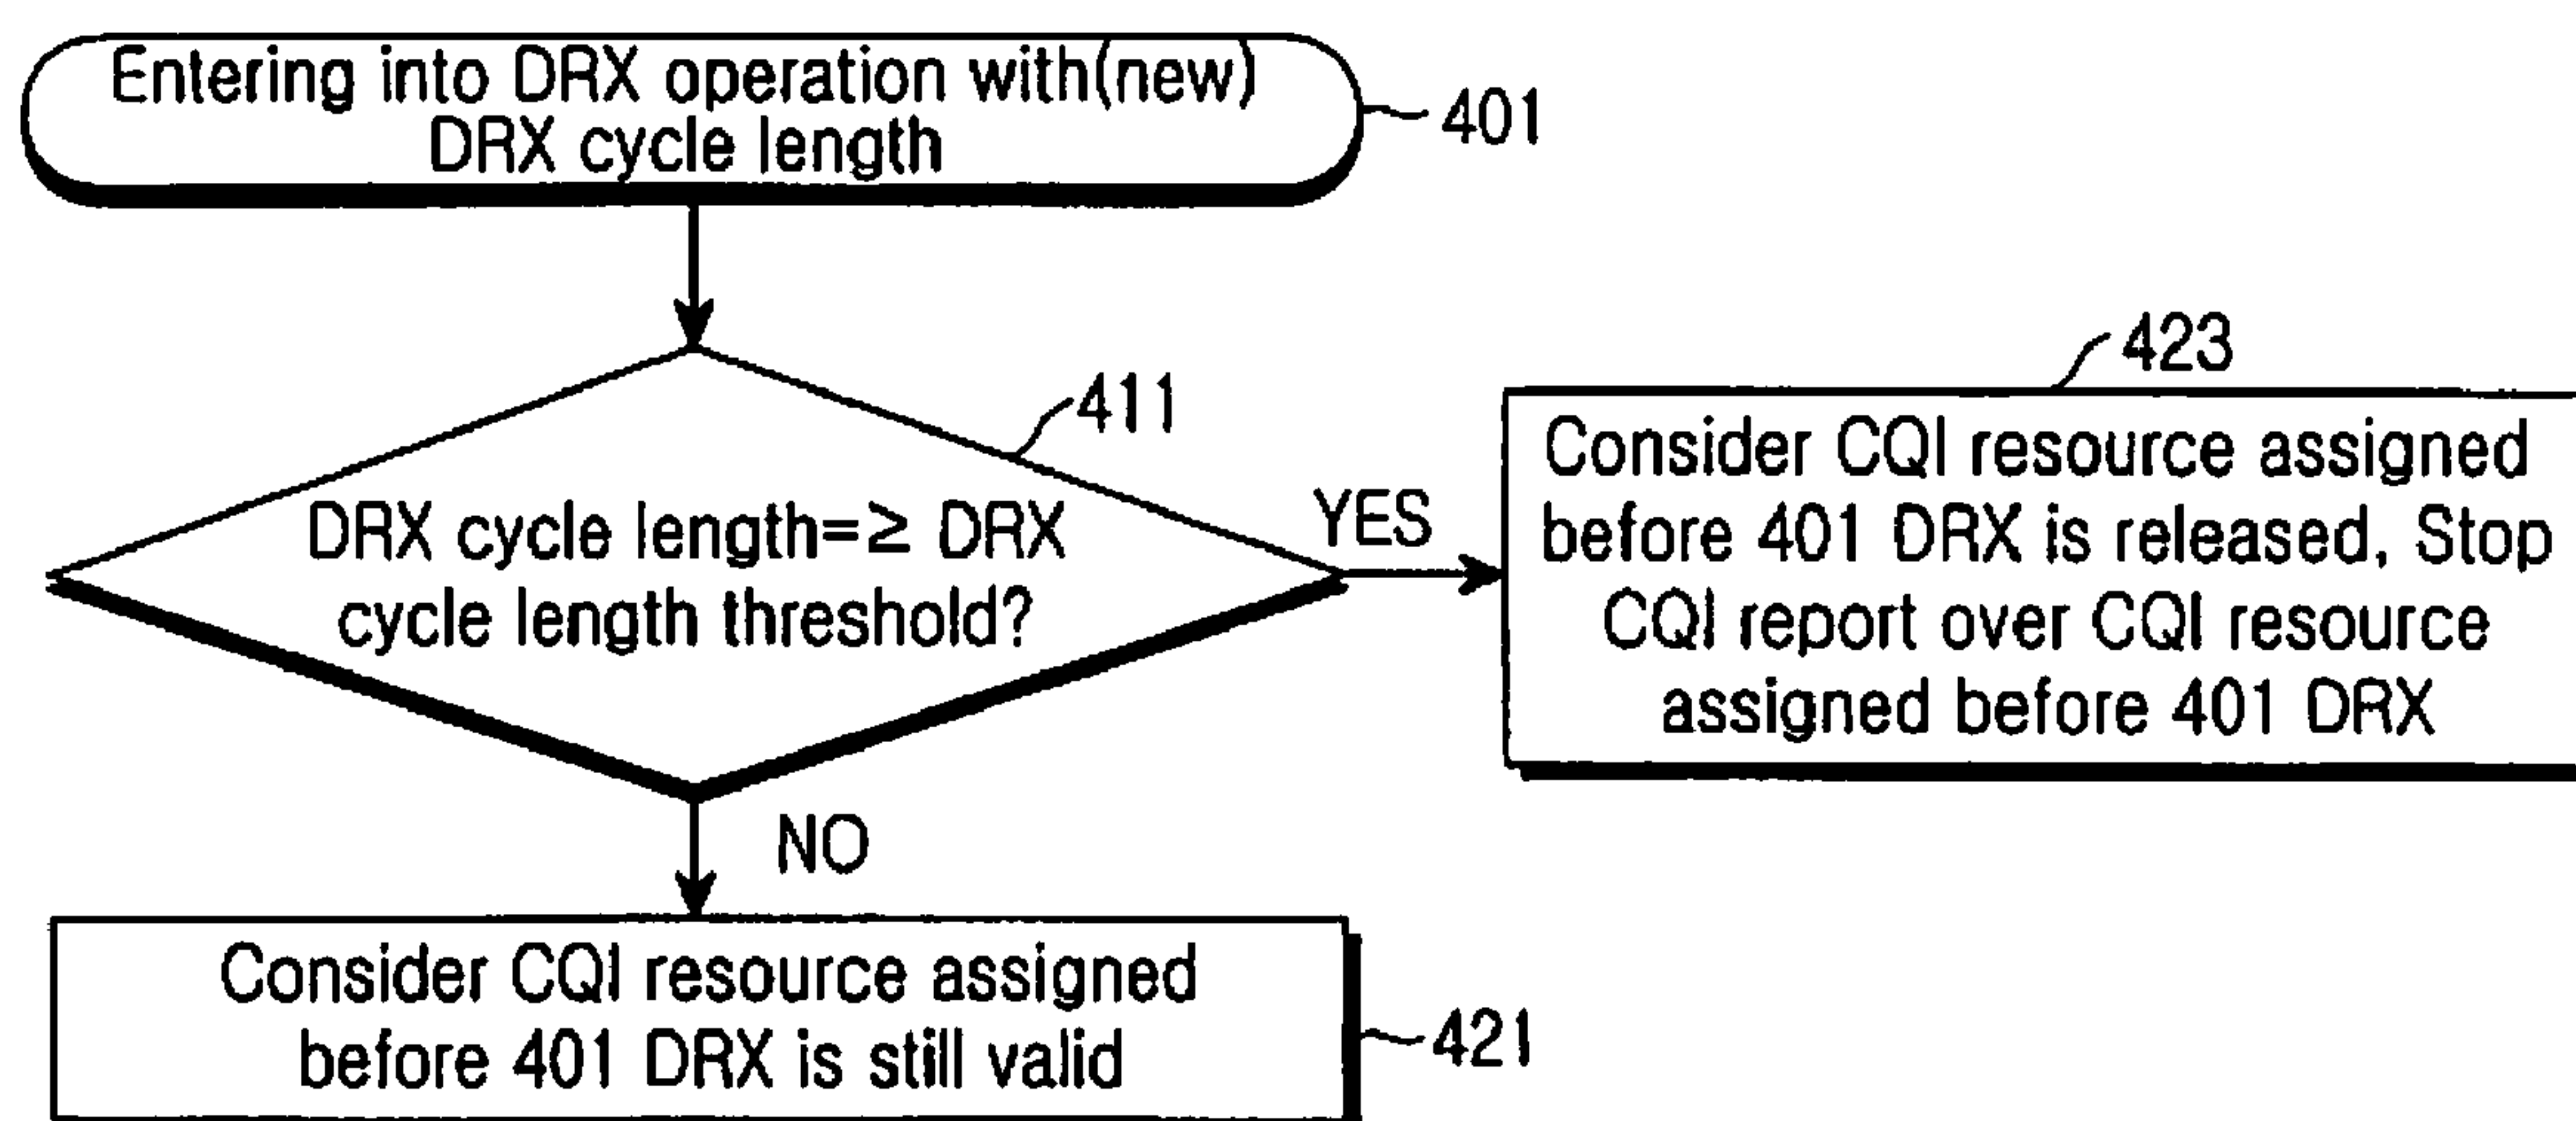 Entering into DRX operation with(new)
DRX cycle length
401
411
DRX cycle length=≥ DRX
cycle length threshold?
YES
423
Consider CQI resource assigned
before 401 DRX is released, Stop
CQI report over CQI resource
assigned before 401 DRX
NO
Consider CQI resource assigned
before 401 DRX is still valid
421